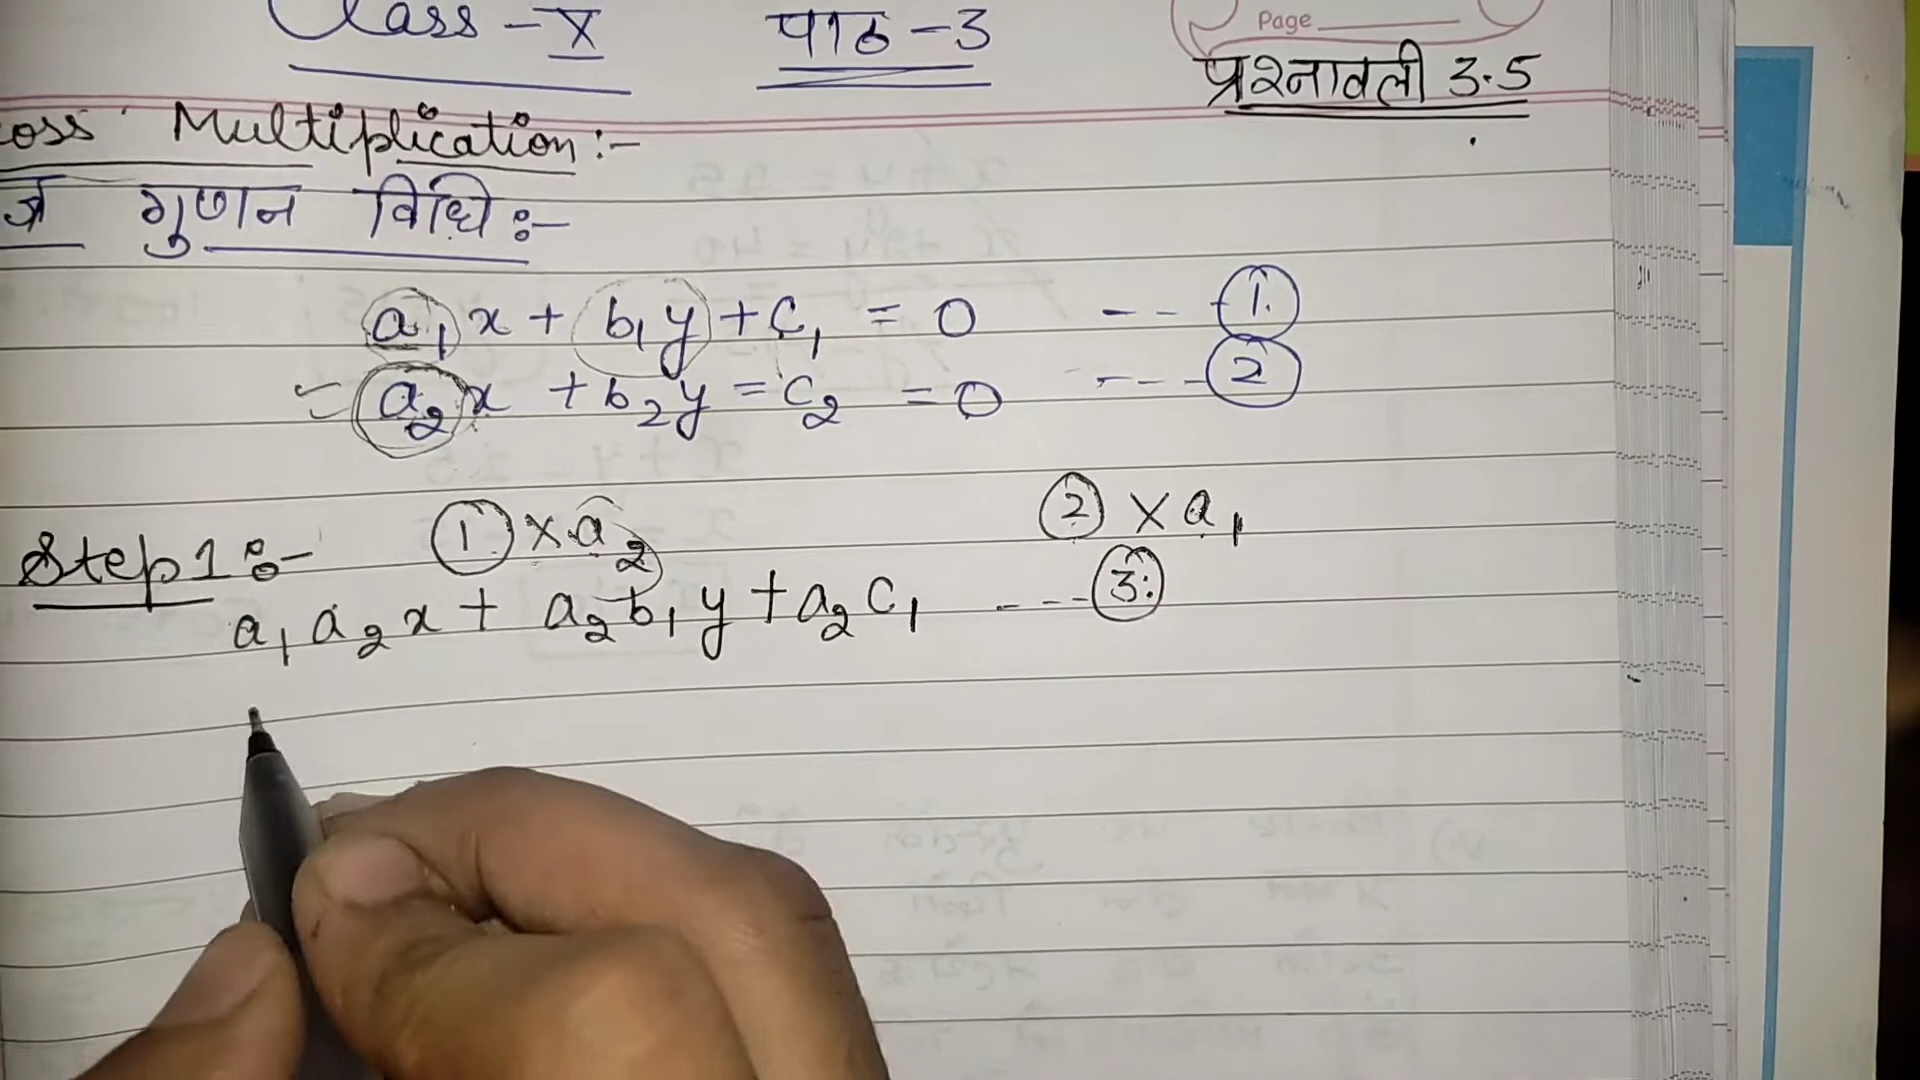 Class - X पाठ - 3
Page
प्रश्नावली 3.5
Multiplication :-
गुणन विधि :-
a₁x + b₁y + c₁ = 0 --- 1.
a₂x + b₂y = c₂ = 0 ---- 2
Step 1 :- 1 × a₂ 2 × a₁
a₁a₂x + a₂b₁y + a₂c₁ ---- 3.